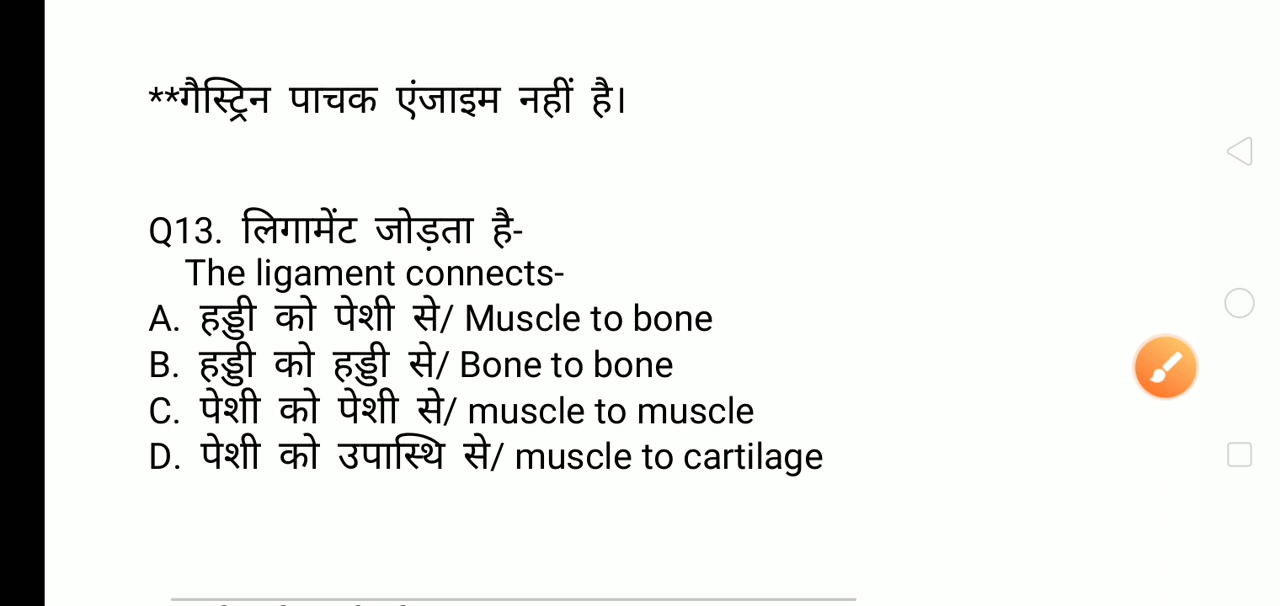 **गैस्ट्रिन पाचक एंजाइम नहीं है।
Q13. लिगामेंट जोड़ता है-
The ligament connects-
A. हड्डी को पेशी से/ Muscle to bone
B. हड्डी को हड्डी से/ Bone to bone
C. पेशी को पेशी से/ muscle to muscle
D. पेशी को उपास्थि से/ muscle to cartilage